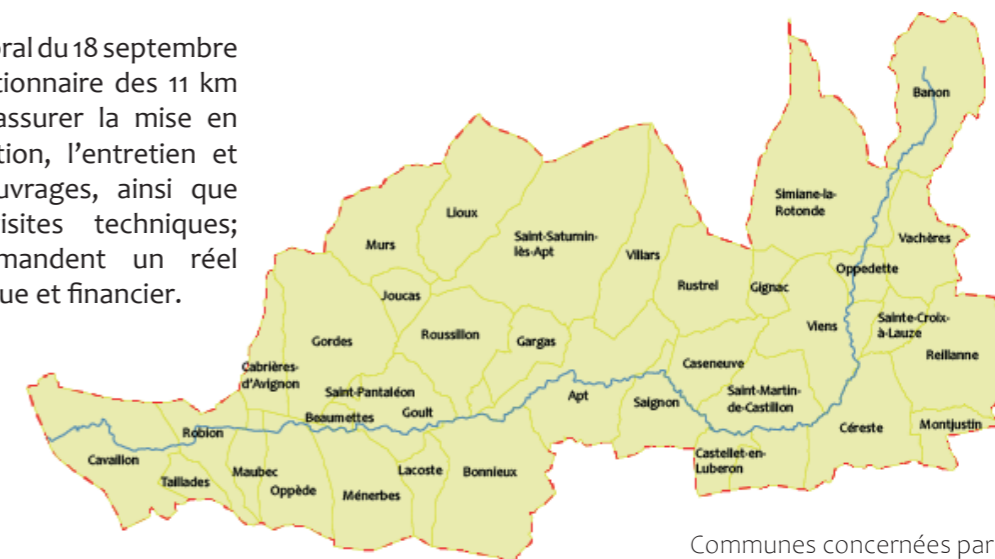 oral du 18 septembre
tionnaire des 11 km
assurer la mise en
tion, l'entretien et
uvrages, ainsi que
isites techniques;
mandent un réel
ue et financier.
Banon
Simiane-la-
Rotonde
Lioux
Saint-Saturnin-
lès-Apt
Murs
Villars
Vachères
Oppedette
Rustrel
Gignac
Joucas
Viens
Sainte-Croix-
à-Lauze
Roussillon
Gordes
Gargas
Reillanne
Caseneuve
Cabrières-
d'Avignon
Saint-Pantaléon
Saint-Martin-
de-Castillon
Apt
Saignon
Beaumettes
Goult
Montjustin
Céreste
Robion
Cavaillon
Castellet-en-
Luberon
Maubec
Lacoste
Bonnieux
Taillades
Oppède
Ménerbes
Communes concernées par